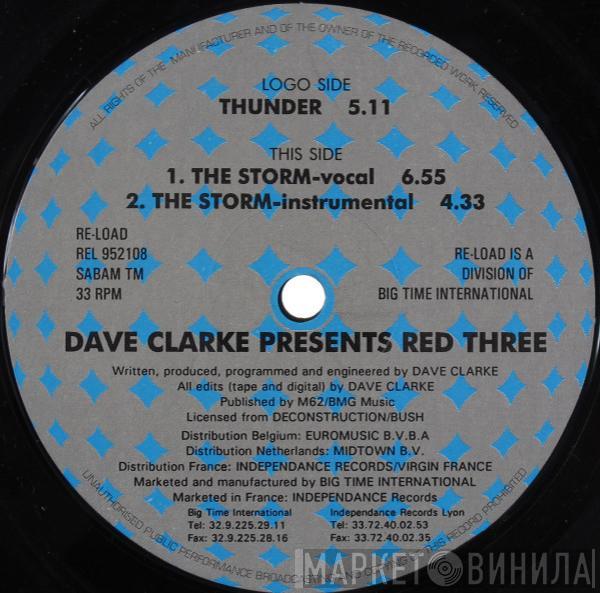 ALL RIGHTS OF THE MANUFACTURER AND OF THE OWNER OF THE RECORDED WORK RESERVED
LOGO SIDE
THUNDER 5.11
THIS SIDE
1. THE STORM-vocal 6.55
2. THE STORM-instrumental 4.33
RE-LOAD
REL 952108
SABAM TM
33 RPM
RE-LOAD IS A
DIVISION OF
BIG TIME INTERNATIONAL
DAVE CLARKE PRESENTS RED THREE
Written, produced, programmed and engineered by DAVE CLARKE
All edits (tape and digital) by DAVE CLARKE
Published by M62/BMG Music
Licensed from DECONSTRUCTION/BUSH
Distribution Belgium: EUROMUSIC B.V.B.A
Distribution Netherlands: MIDTOWN B.V.
Distribution France: INDEPENDANCE RECORDS/VIRGIN FRANCE
Marketed and manufactured by BIG TIME INTERNATIONAL
Marketed in France: INDEPENDANCE Records
Big Time International
Tel: 32.9.225.29.11
Fax: 32.9.225.28.16
Independance Records Lyon
Tel: 33.72.40.02.53
Fax: 33.72.40.02.35
UNAUTHORISED PUBLIC PERFORMANCE BROADCASTING AND COPYING OF THIS RECORD PROHIBITED
МАРКЕТ ВИНИЛА